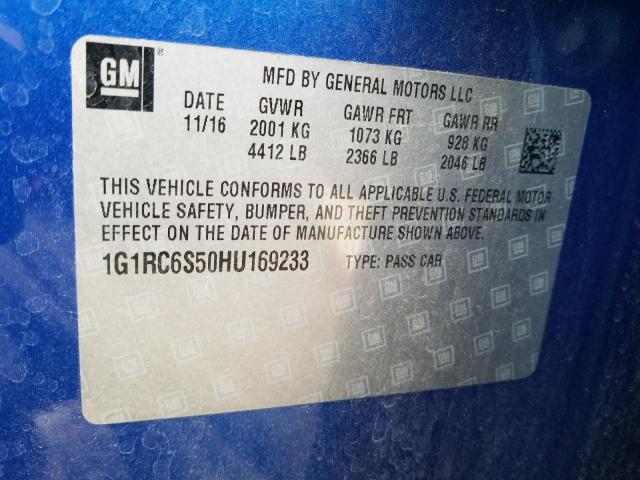 GM ®
MFD BY GENERAL MOTORS LLC
DATE GVWR GAWR FRT GAWR RR
11/16 2001 KG 1073 KG 928 KG
4412 LB 2366 LB 2046 LB
THIS VEHICLE CONFORMS TO ALL APPLICABLE U.S. FEDERAL MOTOR
VEHICLE SAFETY, BUMPER, AND THEFT PREVENTION STANDARDS IN
EFFECT ON THE DATE OF MANUFACTURE SHOWN ABOVE.
1G1RC6S50HU169233 TYPE: PASS CAR